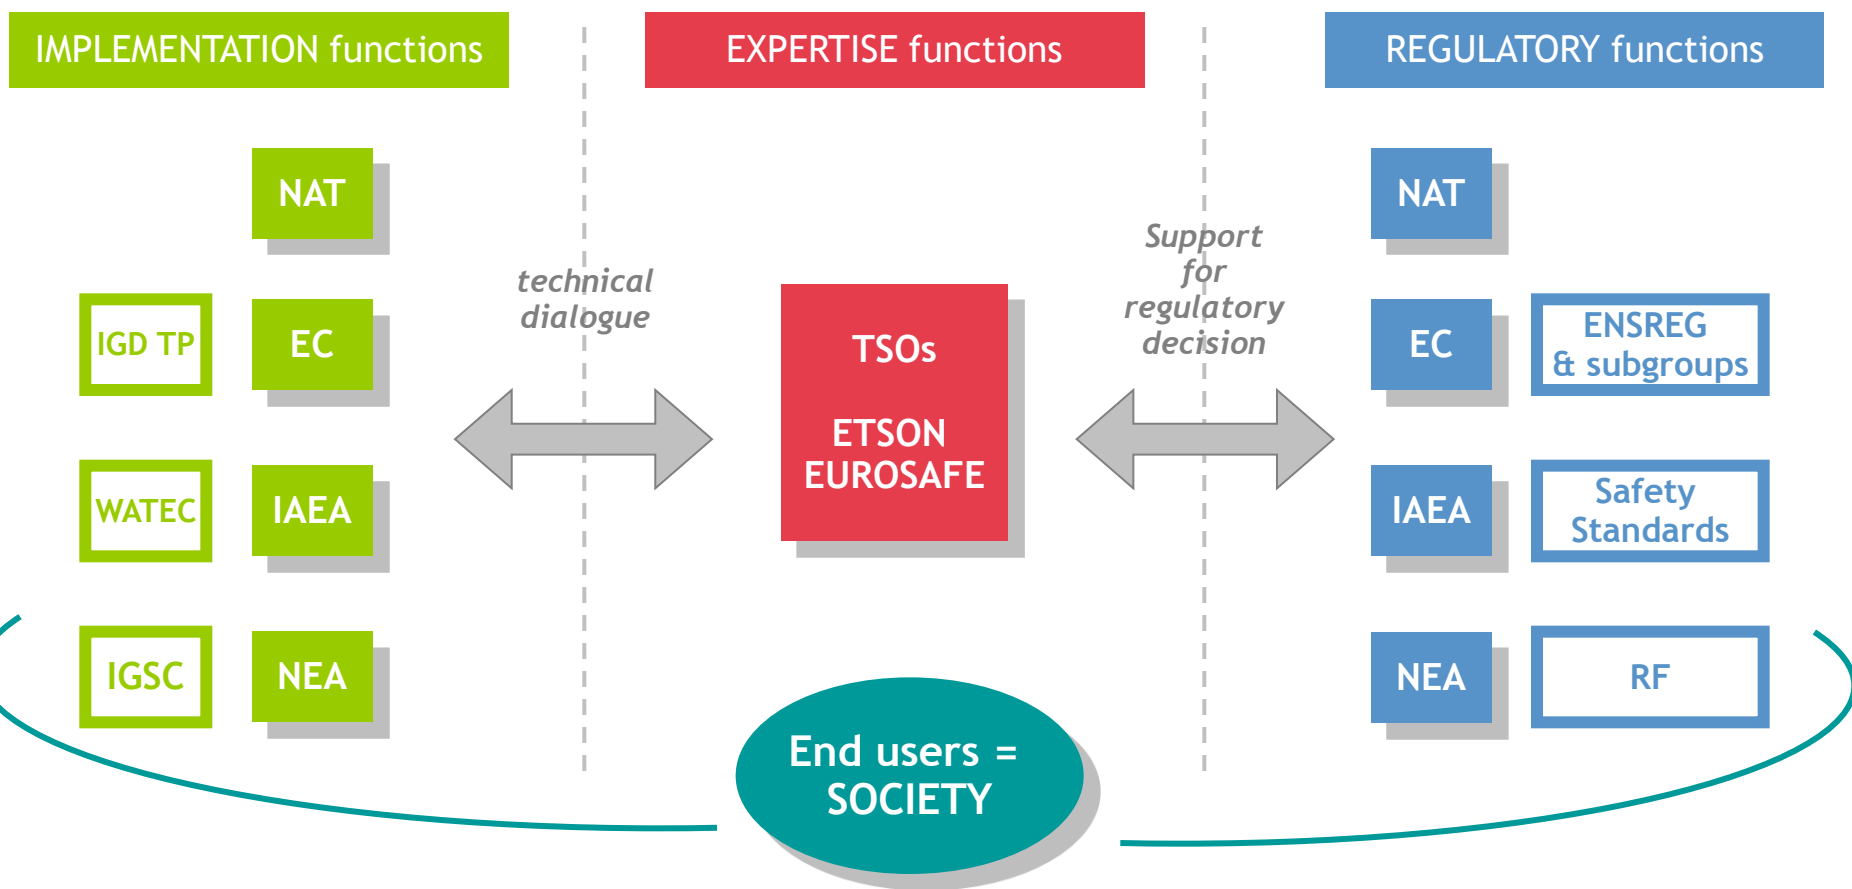 IMPLEMENTATION functions
EXPERTISE functions
REGULATORY functions
NAT
IGD TP
EC
WATEC
IAEA
IGSC
NEA
technical
dialogue
TSOs
ETSON
EUROSAFE
Support
for
regulatory
decision
NAT
EC
ENSREG
& subgroups
IAEA
Safety
Standards
NEA
RF
End users =
SOCIETY